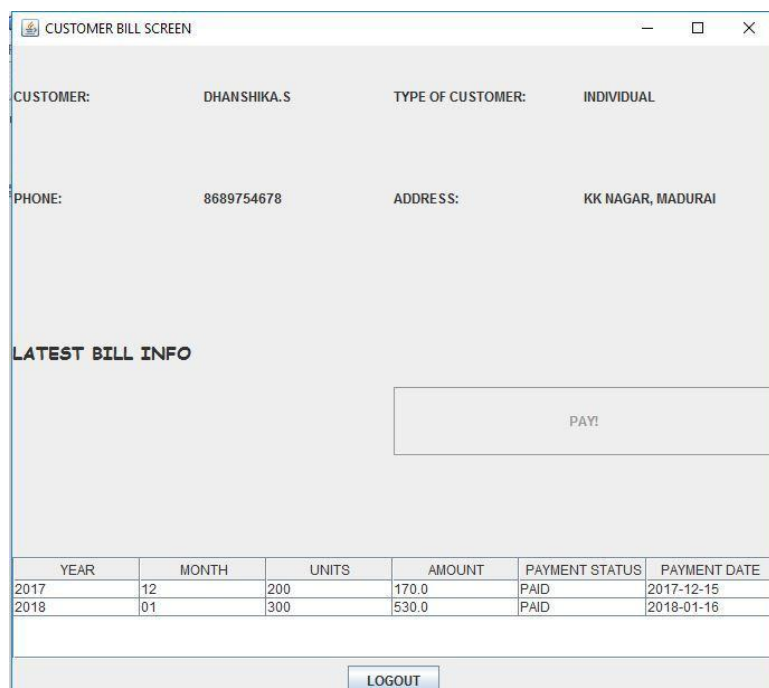 CUSTOMER BILL SCREEN
CUSTOMER: DHANSHIKA.S TYPE OF CUSTOMER: INDIVIDUAL
PHONE: 8689754678 ADDRESS: KK NAGAR, MADURAI
LATEST BILL INFO
PAY!
YEAR MONTH UNITS AMOUNT PAYMENT STATUS PAYMENT DATE
2017 12 200 170.0 PAID 2017-12-15
2018 01 300 530.0 PAID 2018-01-16
LOGOUT